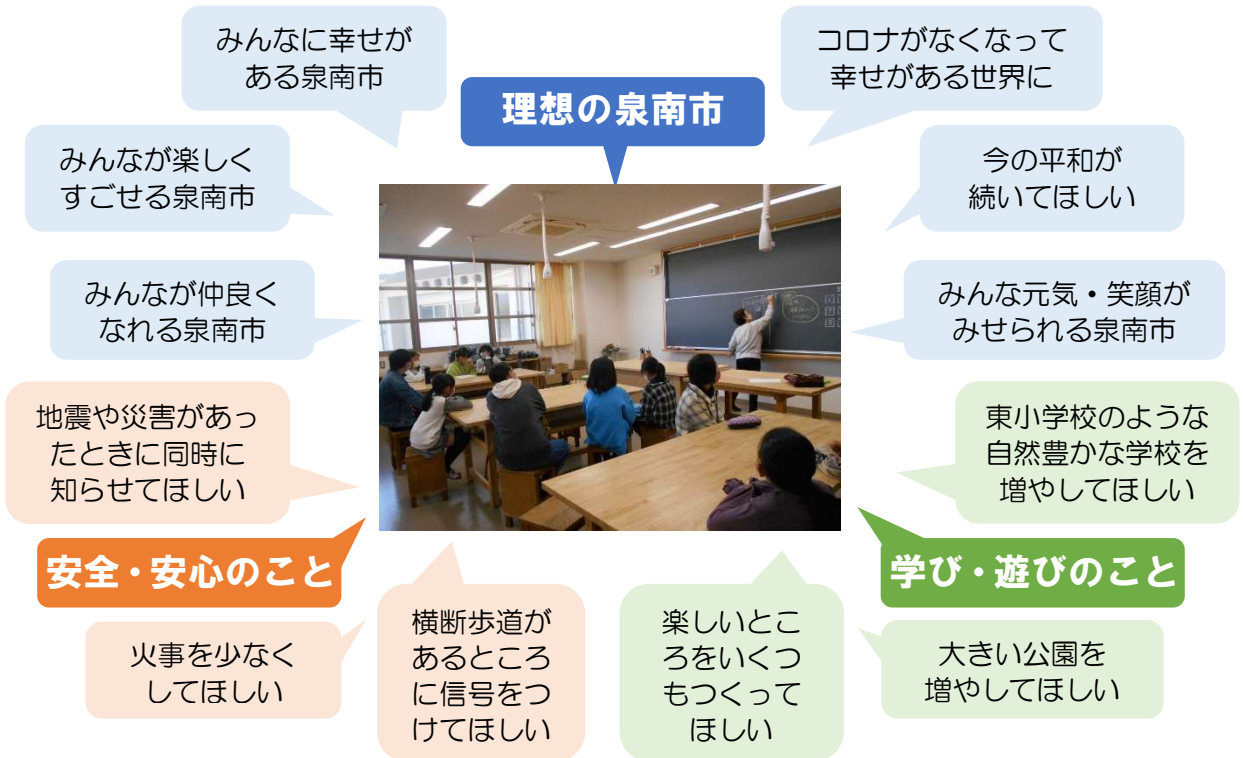 みんなに幸せが
ある泉南市
コロナがなくなって
幸せがある世界に
理想の泉南市
みんなが楽しく
すごせる泉南市
今の平和が
続いてほしい
みんなが仲良く
なれる泉南市
みんな元気・笑顔が
みせられる泉南市
地震や災害があっ
たときに同時に
知らせてほしい
東小学校のような
自然豊かな学校を
増やしてほしい
安全・安心のこと
学び・遊びのこと
火事を少なく
してほしい
横断歩道が
あるところ
に信号をつ
けてほしい
楽しいとこ
ろをいくつ
もつくって
ほしい
大きい公園を
増やしてほしい